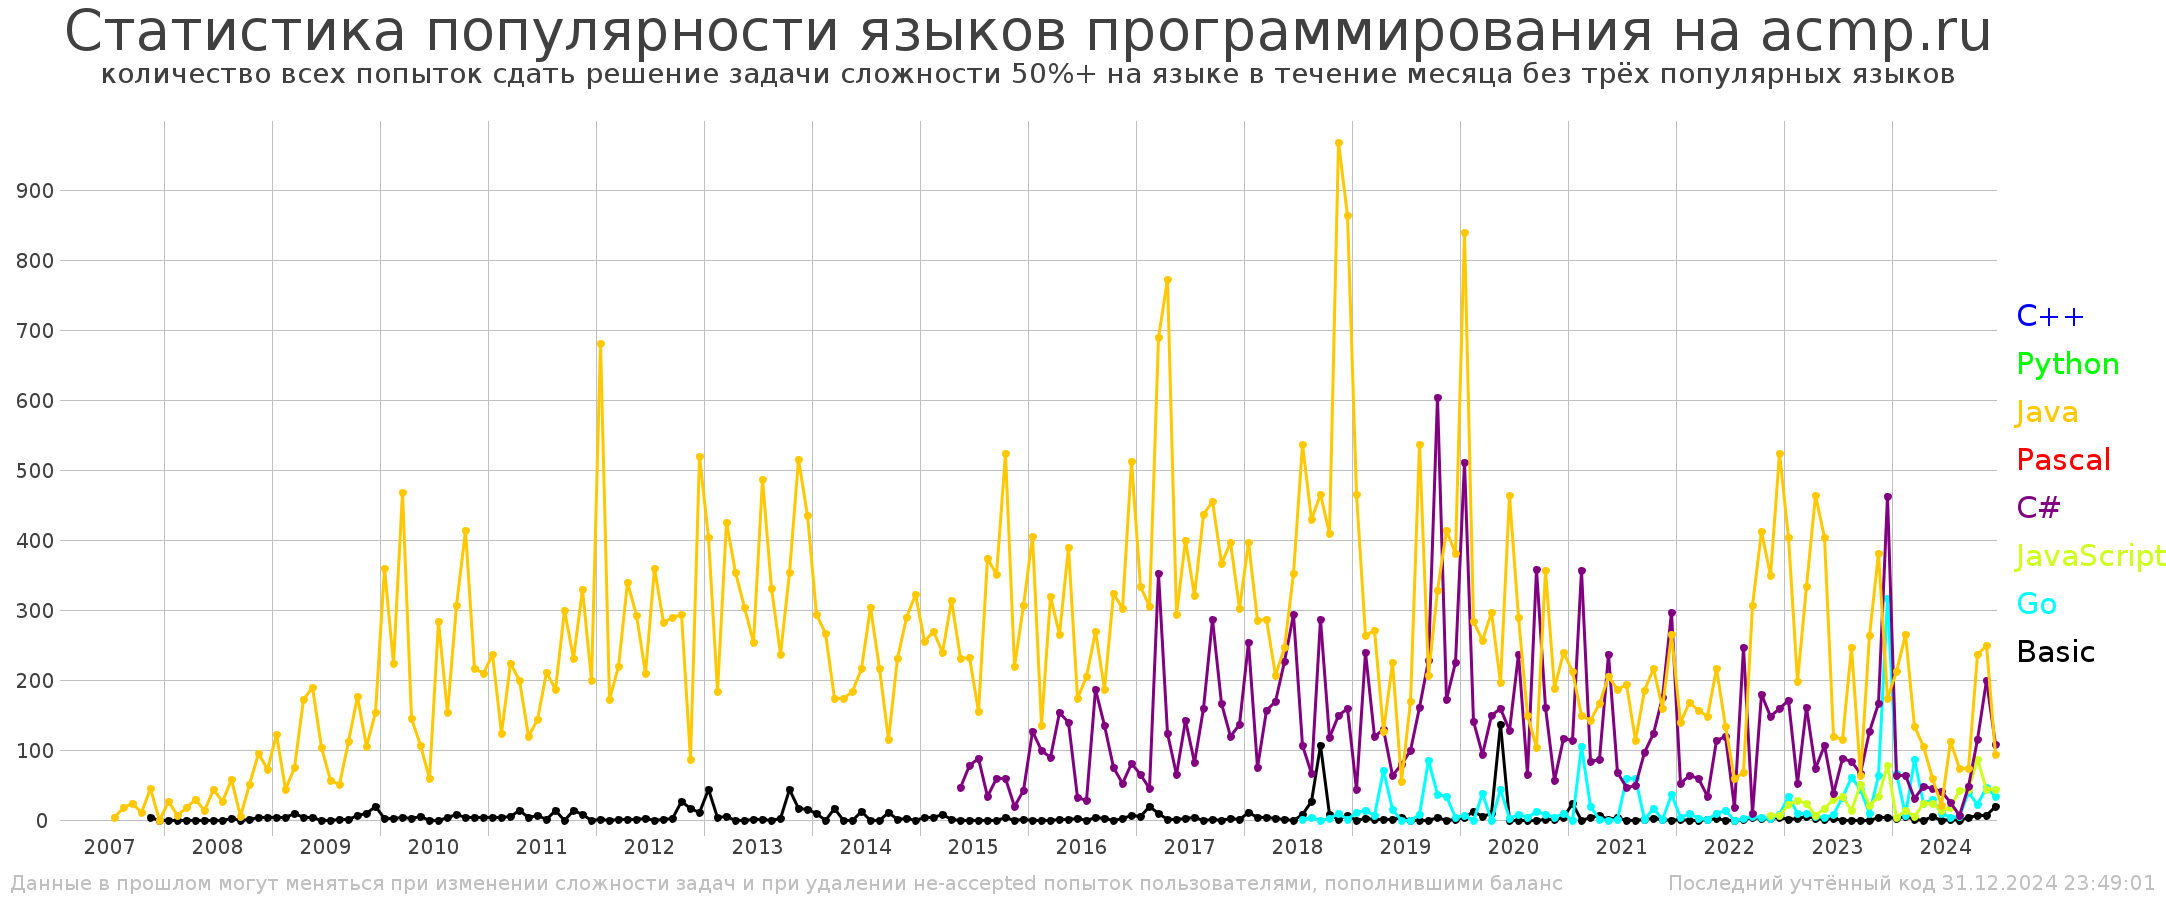 Статистика популярности языков программирования на acmp.ru
количество всех попыток сдать решение задачи сложности 50%+ на языке в течение месяца без трёх популярных языков
900
800
700
600
500
400
300
200
100
0
C++
Python
Java
Pascal
C#
JavaScript
Go
Basic
2007 2008 2009 2010 2011 2012 2013 2014 2015 2016 2017 2018 2019 2020 2021 2022 2023 2024
Данные в прошлом могут меняться при изменении сложности задач и при удалении не-accepted попыток пользователями, пополнившими баланс
Последний учтённый код 31.12.2024 23:49:01